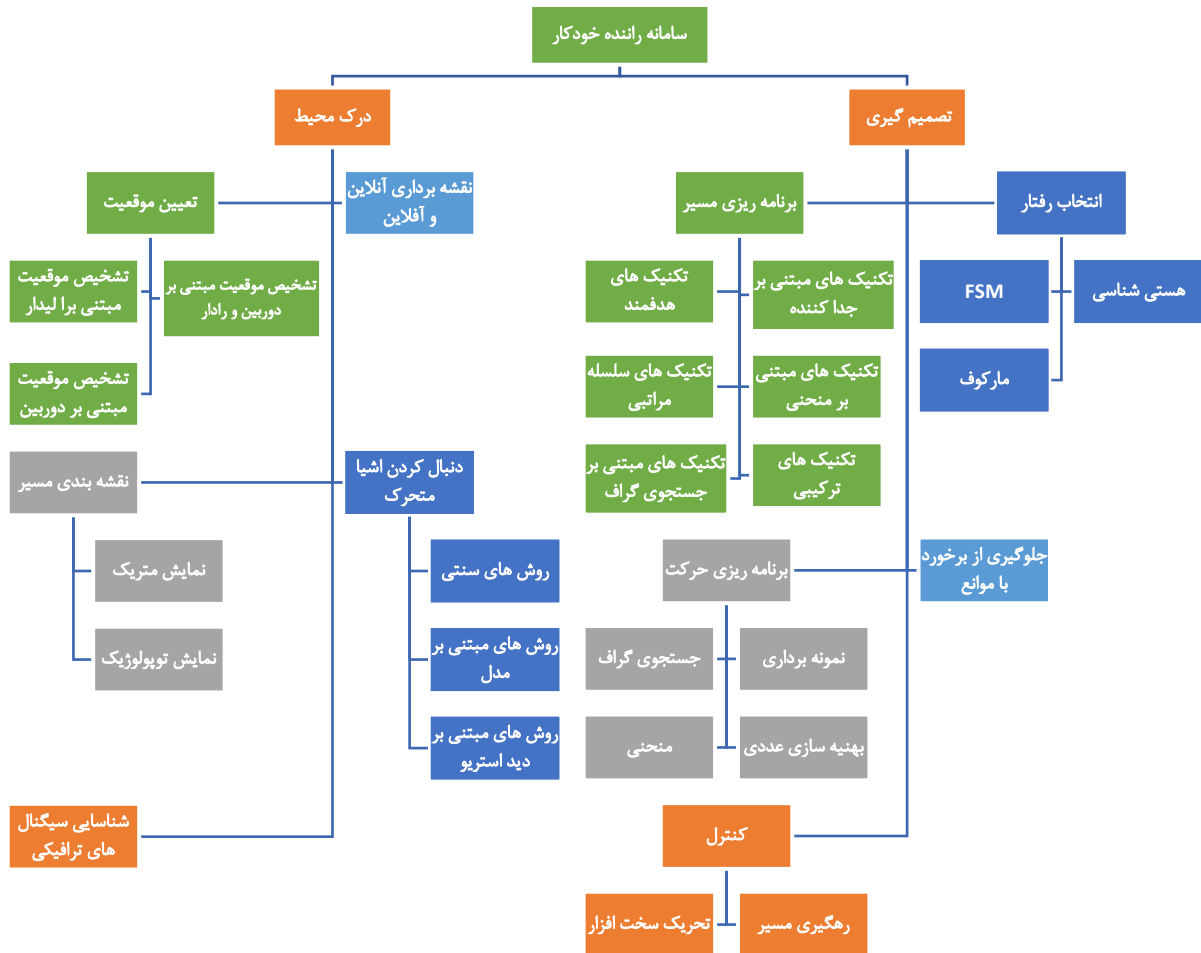 سامانه راننده خودکار
تصمیم گیری
درک محیط
انتخاب رفتار
برنامه ریزی مسیر
نقشه برداری آنلاین
و آفلاین
تعیین موقعیت
هستی شناسی
FSM
مارکوف
تکنیک های مبتنی بر
جدا کننده
تکنیک های
هدفمند
تکنیک های مبتنی
بر منحنی
تکنیک های سلسله
مراتبی
تکنیک های
ترکیبی
تکنیک های مبتنی بر
جستجوی گراف
تشخیص موقعیت مبتنی بر
دوربین و رادار
تشخیص موقعیت
مبتنی برا لیدار
تشخیص موقعیت
مبتنی بر دوربین
دنبال کردن اشیا
متحرک
نقشه بندی مسیر
روش های سنتی
روش های مبتنی بر
مدل
روش های مبتنی بر
دید استریو
نمایش متریک
نمایش توپولوژیک
جلوگیری از برخورد
با موانع
برنامه ریزی حرکت
نمونه برداری
جستجوی گراف
بهنیه سازی عددی
منحنی
کنترل
رهگیری مسیر
تحریک سخت افزار
شناسایی سیگنال
های ترافیکی